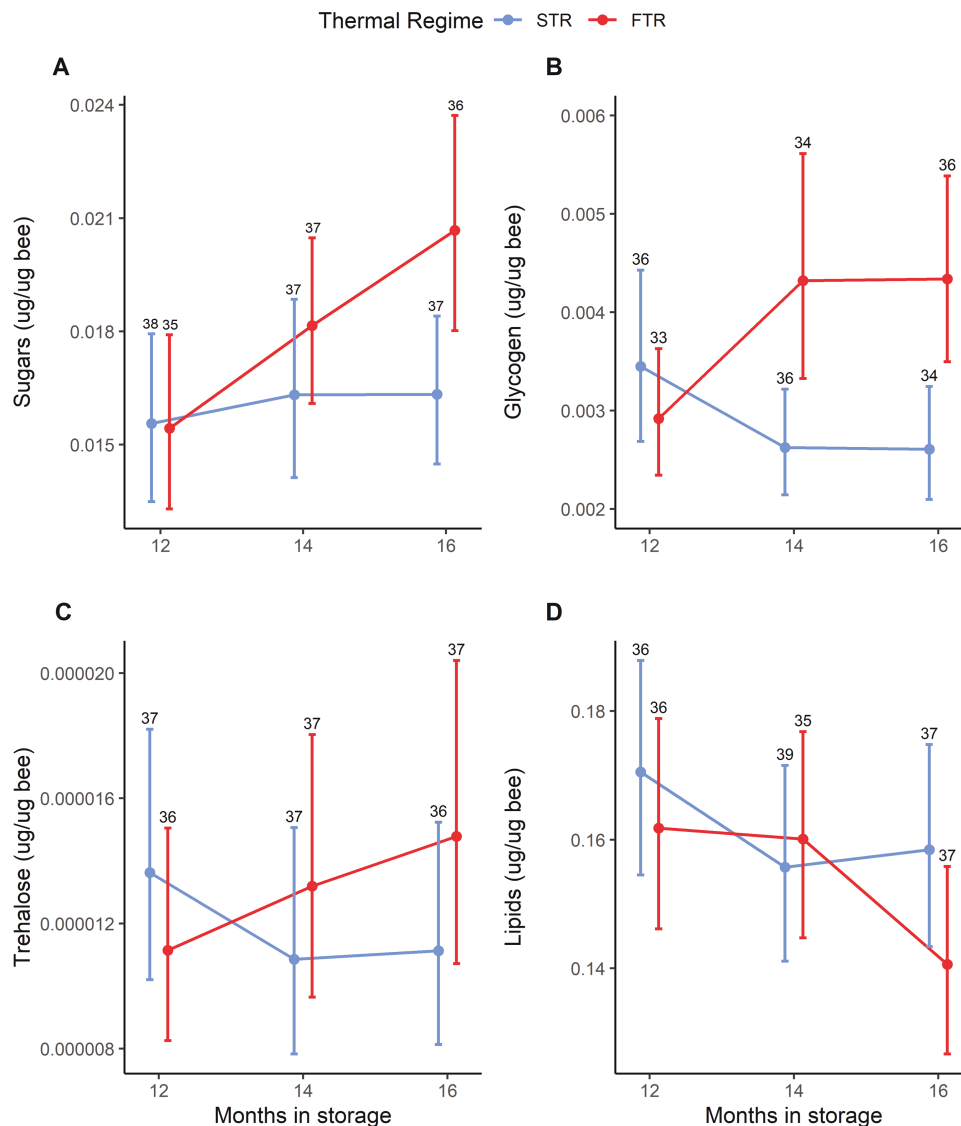 Thermal Regime STR FTR
A
Sugars (ug/ug bee)
0.024
0.021
0.018
0.015
38 35 37 37 37 36
12 14 16
B
Glycogen (ug/ug bee)
0.006
0.005
0.004
0.003
0.002
36 33 36 34 34 36
12 14 16
C
Trehalose (ug/ug bee)
0.000020
0.000016
0.000012
0.000008
37 36 37 37 36 37
12 14 16
Months in storage
D
Lipids (ug/ug bee)
0.18
0.16
0.14
36 36 39 35 37 37
12 14 16
Months in storage